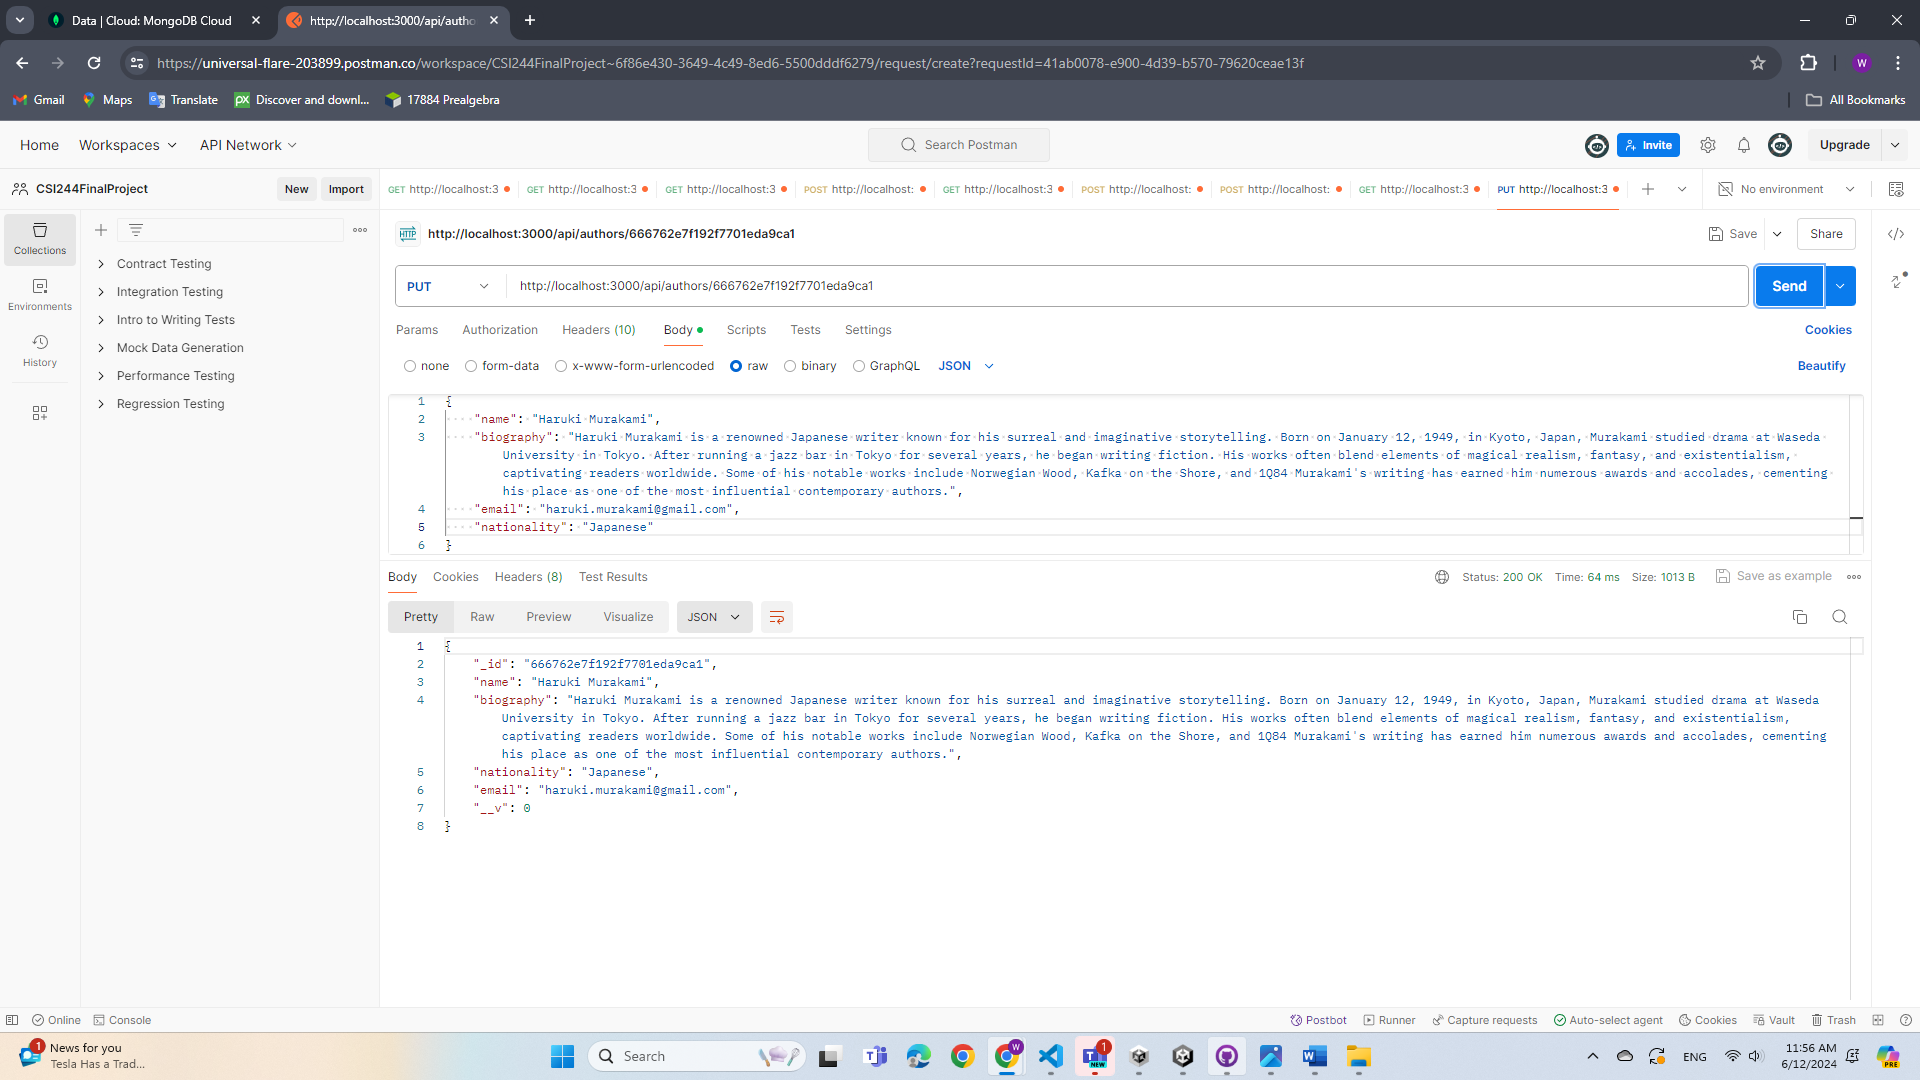 Data | Cloud: MongoDB Cloud
http://localhost:3000/api/autho
https://universal-flare-203899.postman.co/workspace/CSI244FinalProject~6f86e430-3649-4c49-8ed6-5500dddf6279/request/create?requestId=41ab0078-e900-4d39-b570-79620ceae13f
W
Gmail Maps Translate Discover and downl... 17884 Prealgebra All Bookmarks
Home Workspaces API Network Search Postman Invite Upgrade
CSI244FinalProject New Import GET http://localhost:3 GET http://localhost:3 GET http://localhost:3 POST http://localhost: GET http://localhost:3 POST http://localhost: POST http://localhost: GET http://localhost:3 PUT http://localhost:3 No environment
Collections
Environments
History
Contract Testing
Integration Testing
Intro to Writing Tests
Mock Data Generation
Performance Testing
Regression Testing
HTTP http://localhost:3000/api/authors/666762e7f192f7701eda9ca1 Save Share
PUT http://localhost:3000/api/authors/666762e7f192f7701eda9ca1 Send
Params Authorization Headers (10) Body Scripts Tests Settings Cookies
none form-data x-www-form-urlencoded raw binary GraphQL JSON Beautify
1 {
2 "name": "Haruki Murakami",
3 "biography": "Haruki Murakami is a renowned Japanese writer known for his surreal and imaginative storytelling. Born on January 12, 1949, in Kyoto, Japan, Murakami studied drama at Waseda
University in Tokyo. After running a jazz bar in Tokyo for several years, he began writing fiction. His works often blend elements of magical realism, fantasy, and existentialism,
captivating readers worldwide. Some of his notable works include Norwegian Wood, Kafka on the Shore, and 1Q84 Murakami's writing has earned him numerous awards and accolades, cementing
his place as one of the most influential contemporary authors.",
4 "email": "haruki.murakami@gmail.com",
5 "nationality": "Japanese"
6 }
Body Cookies Headers (8) Test Results Status: 200 OK Time: 64 ms Size: 1013 B Save as example
Pretty Raw Preview Visualize JSON
1 {
2 "_id": "666762e7f192f7701eda9ca1",
3 "name": "Haruki Murakami",
4 "biography": "Haruki Murakami is a renowned Japanese writer known for his surreal and imaginative storytelling. Born on January 12, 1949, in Kyoto, Japan, Murakami studied drama at Waseda
University in Tokyo. After running a jazz bar in Tokyo for several years, he began writing fiction. His works often blend elements of magical realism, fantasy, and existentialism,
captivating readers worldwide. Some of his notable works include Norwegian Wood, Kafka on the Shore, and 1Q84 Murakami's writing has earned him numerous awards and accolades, cementing
his place as one of the most influential contemporary authors.",
5 "nationality": "Japanese",
6 "email": "haruki.murakami@gmail.com",
7 "__v": 0
8 }
Online Console Postbot Runner Capture requests Auto-select agent Cookies Vault Trash
1 News for you
Tesla Has a Trad...
Search W 1 NEW ENG 11:56 AM
6/12/2024 PRE